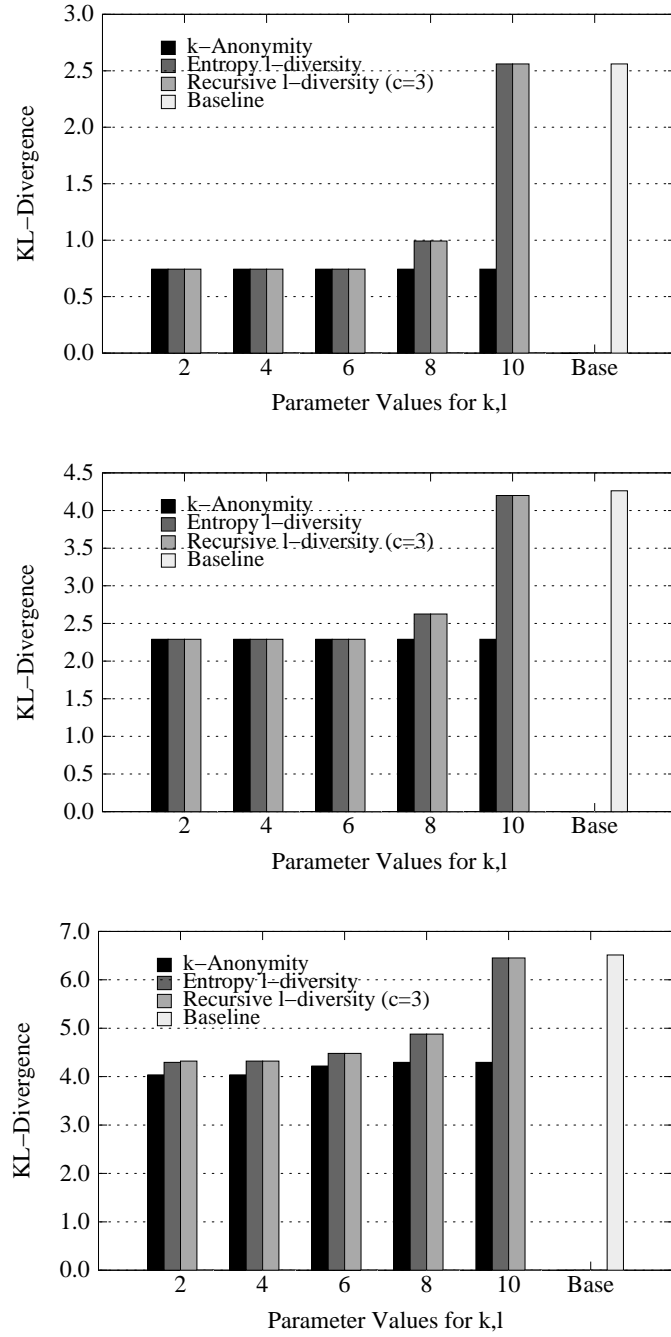 3.0
2.5
2.0
1.5
1.0
0.5
0.0
KL−Divergence
k−Anonymity
Entropy l−diversity
Recursive l−diversity (c=3)
Baseline
2 4 6 8 10 Base
Parameter Values for k,l
4.5
4.0
3.5
3.0
2.5
2.0
1.5
1.0
0.5
0.0
KL−Divergence
k−Anonymity
Entropy l−diversity
Recursive l−diversity (c=3)
Baseline
2 4 6 8 10 Base
Parameter Values for k,l
7.0
6.0
5.0
4.0
3.0
2.0
1.0
0.0
KL−Divergence
k−Anonymity
Entropy l−diversity
Recursive l−diversity (c=3)
Baseline
2 4 6 8 10 Base
Parameter Values for k,l